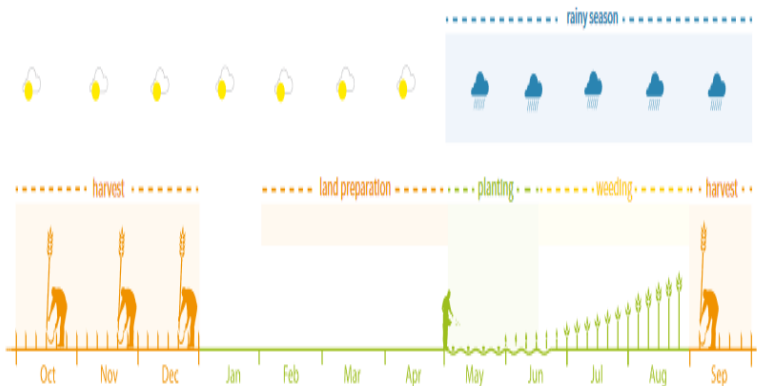 rainy season
harvest land preparation planting weeding harvest
Oct Nov Dec Jan Feb Mar Apr May Jun Jul Aug Sep